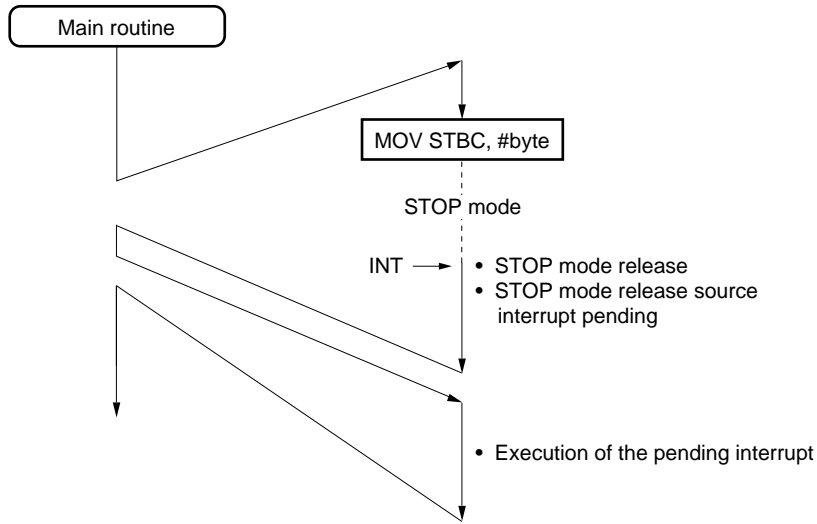 Main routine
MOV STBC, #byte
STOP mode
INT
• STOP mode release
• STOP mode release source
interrupt pending
• Execution of the pending interrupt